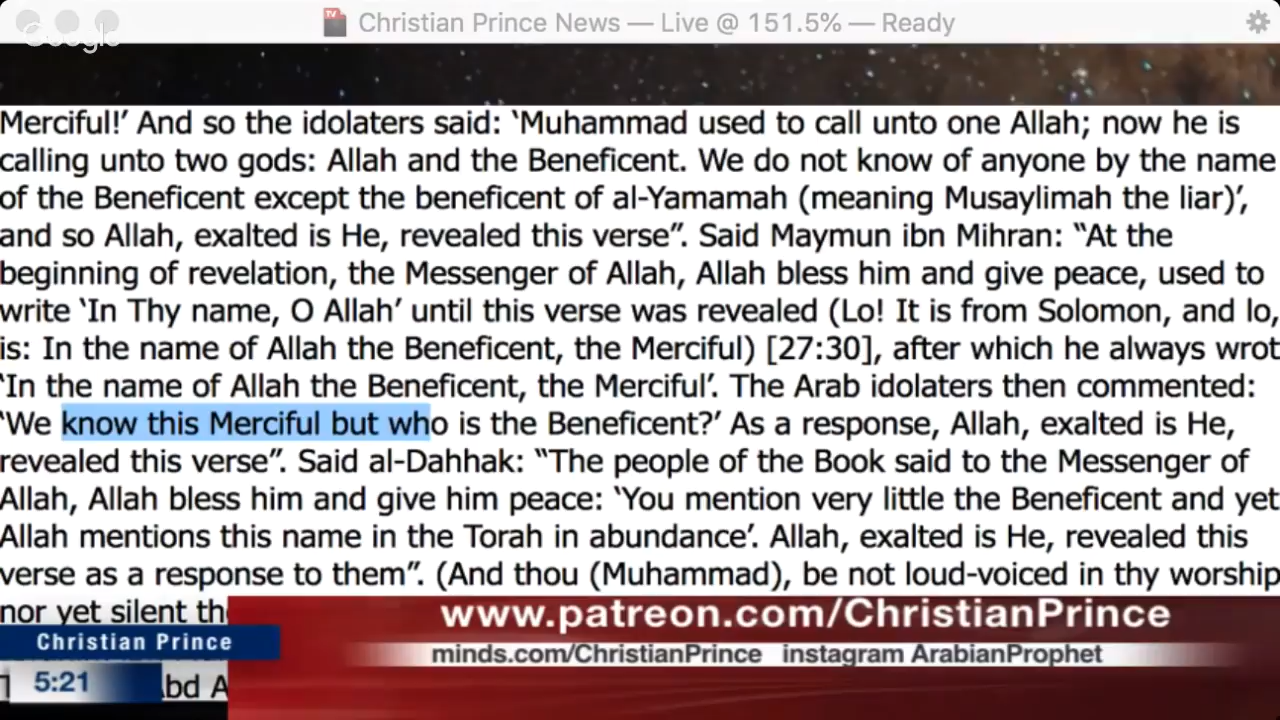 Christian Prince News — Live @ 151.5% — Ready
Google
Merciful!’ And so the idolaters said: ‘Muhammad used to call unto one Allah; now he is
calling unto two gods: Allah and the Beneficent. We do not know of anyone by the name
of the Beneficent except the beneficent of al-Yamamah (meaning Musaylimah the liar)’,
and so Allah, exalted is He, revealed this verse”. Said Maymun ibn Mihran: “At the
beginning of revelation, the Messenger of Allah, Allah bless him and give peace, used to
write ‘In Thy name, O Allah’ until this verse was revealed (Lo! It is from Solomon, and lo,
is: In the name of Allah the Beneficent, the Merciful) [27:30], after which he always wrot
‘In the name of Allah the Beneficent, the Merciful’. The Arab idolaters then commented:
‘We know this Merciful but who is the Beneficent?’ As a response, Allah, exalted is He,
revealed this verse”. Said al-Dahhak: “The people of the Book said to the Messenger of
Allah, Allah bless him and give him peace: ‘You mention very little the Beneficent and yet
Allah mentions this name in the Torah in abundance’. Allah, exalted is He, revealed this
verse as a response to them”. (And thou (Muhammad), be not loud-voiced in thy worship
nor yet silent th
www.patreon.com/ChristianPrince
Christian Prince
minds.com/ChristianPrince instagram ArabianProphet
5:21
bd A